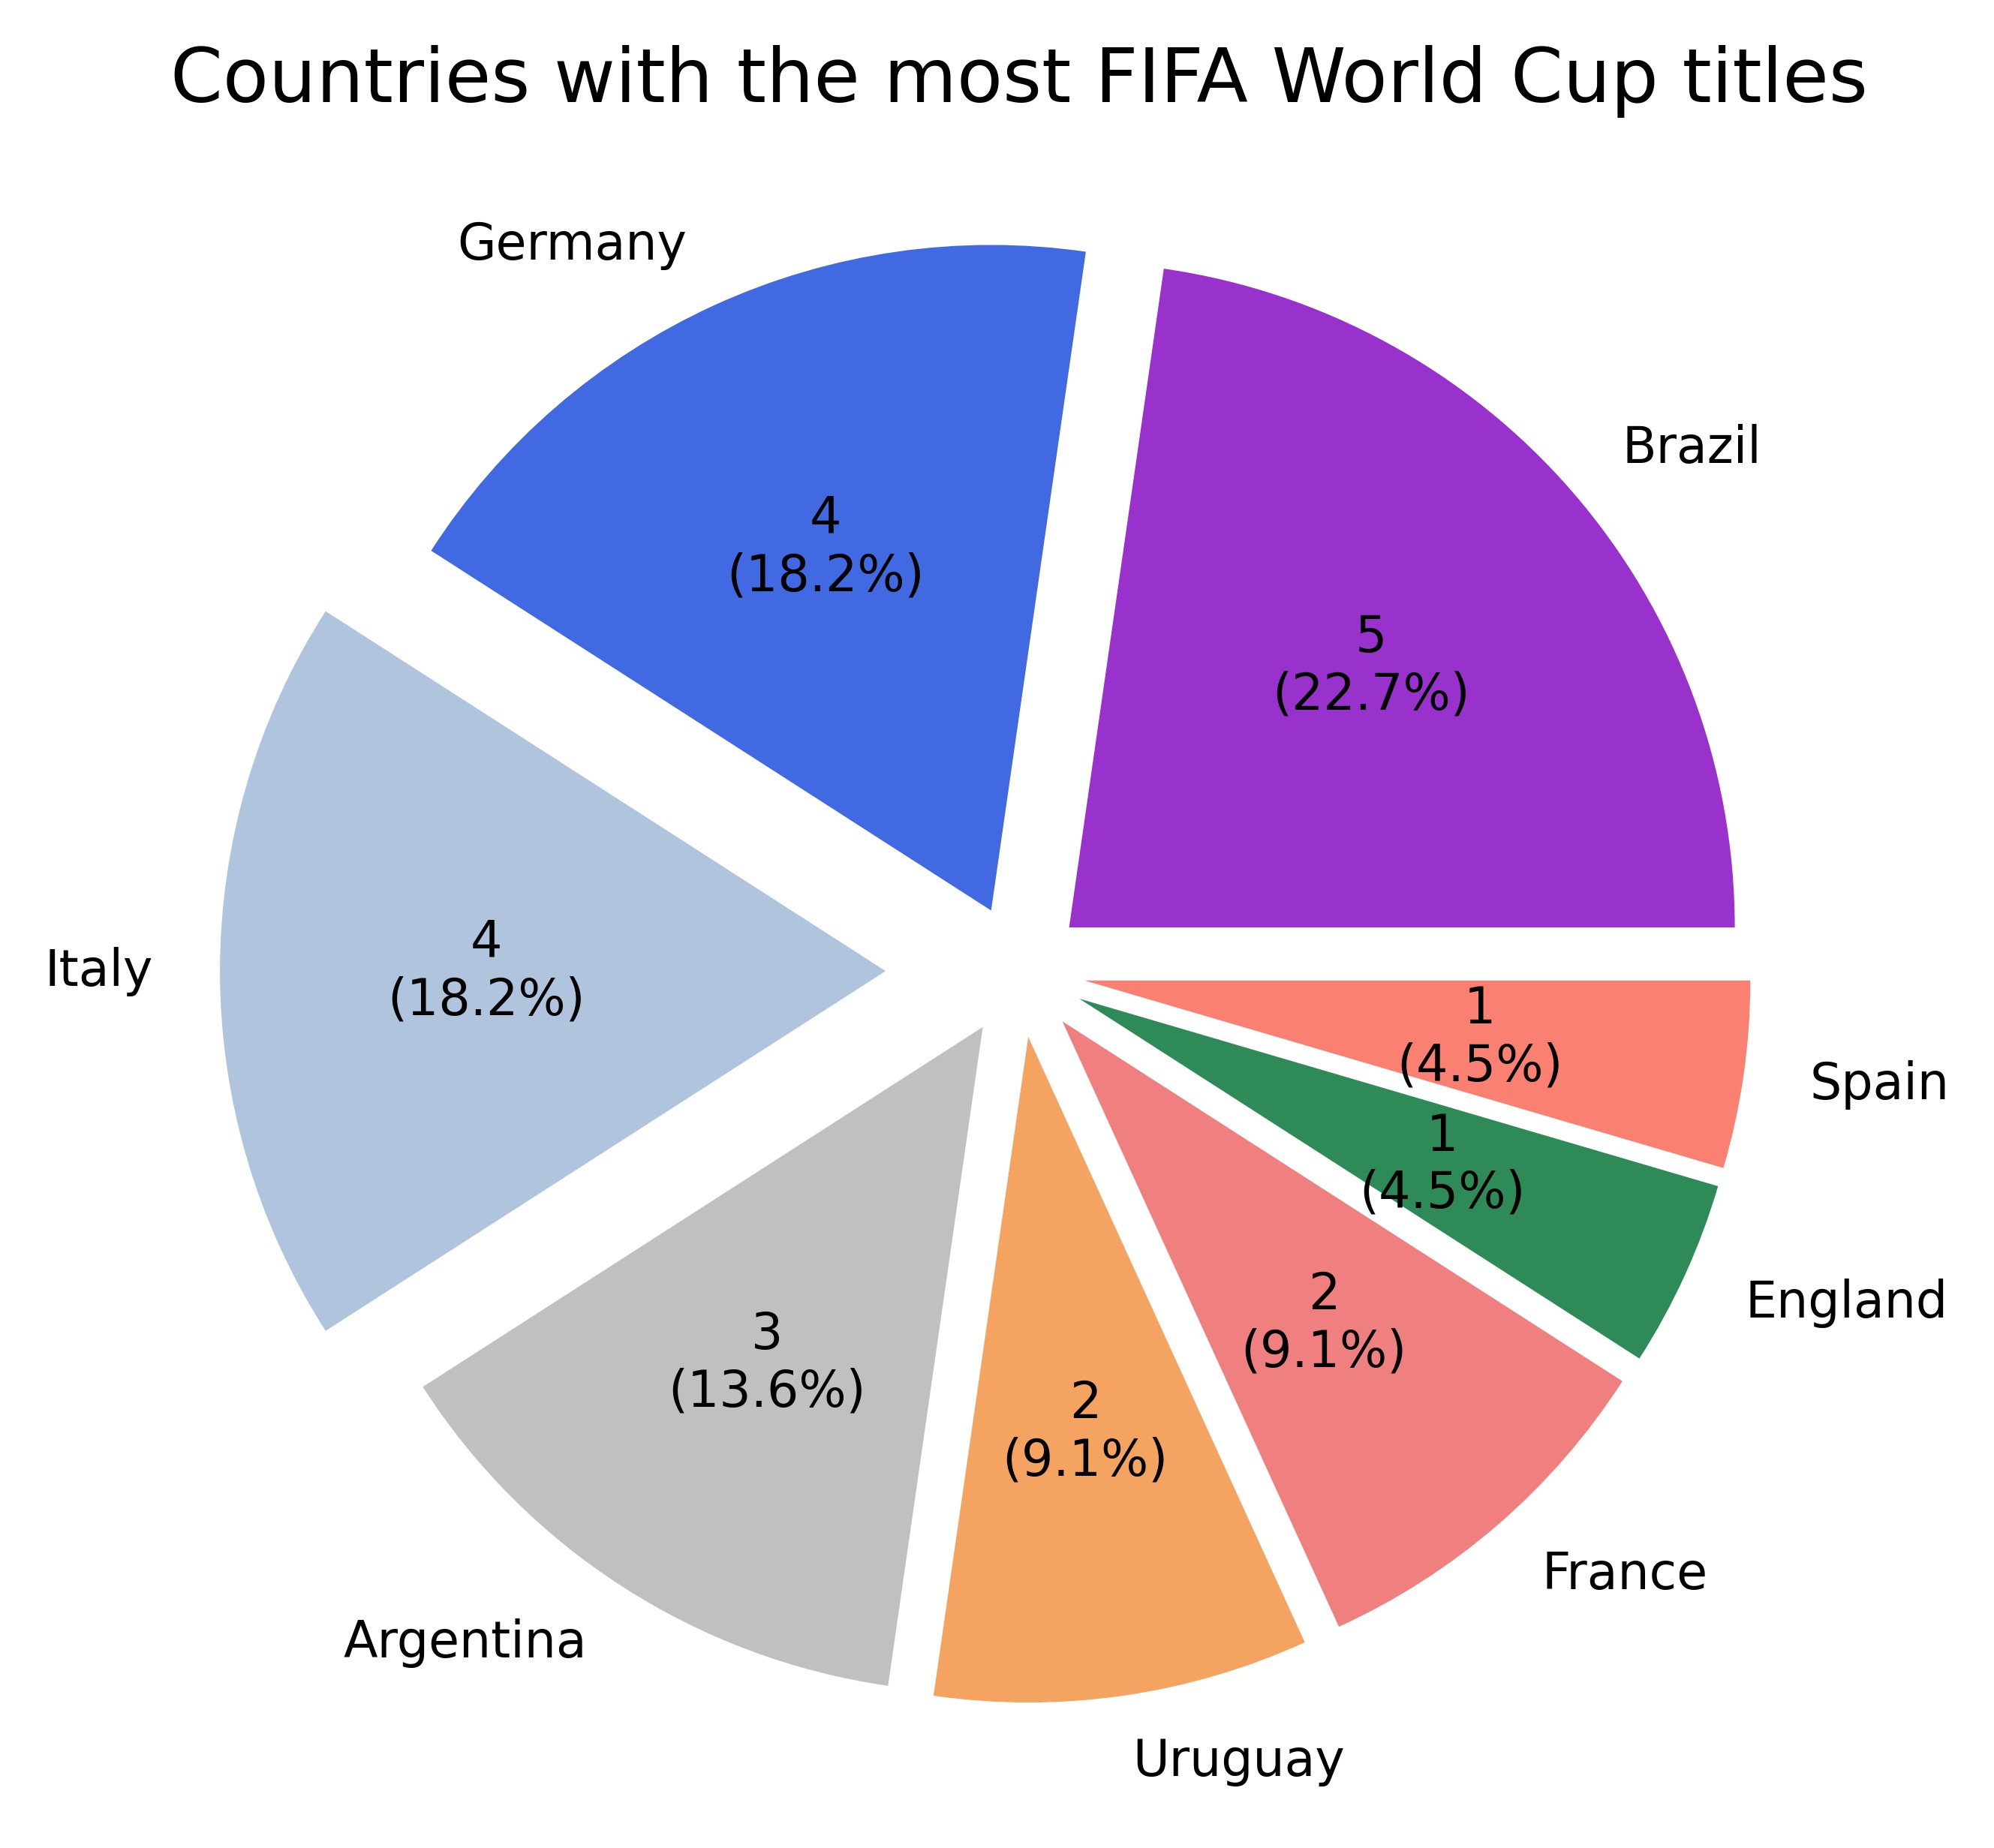 Countries with the most FIFA World Cup titles
Germany
Brazil
4
(18.2%)
5
(22.7%)
Italy
4
(18.2%)
1
(4.5%)
Spain
1
(4.5%)
England
2
(9.1%)
France
3
(13.6%)
Argentina
2
(9.1%)
Uruguay